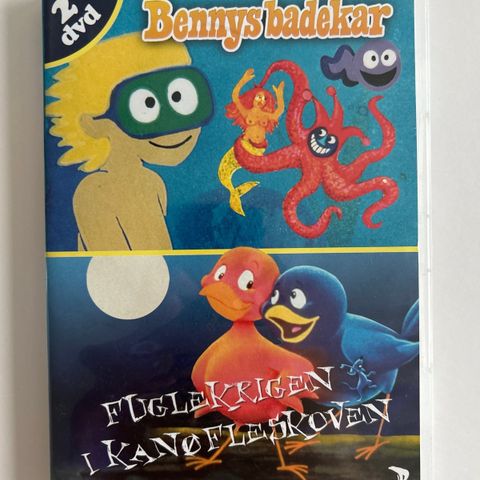 2
dvd
Bennys badekar
FUGLEKRIGEN
I KANØFLESKOVEN